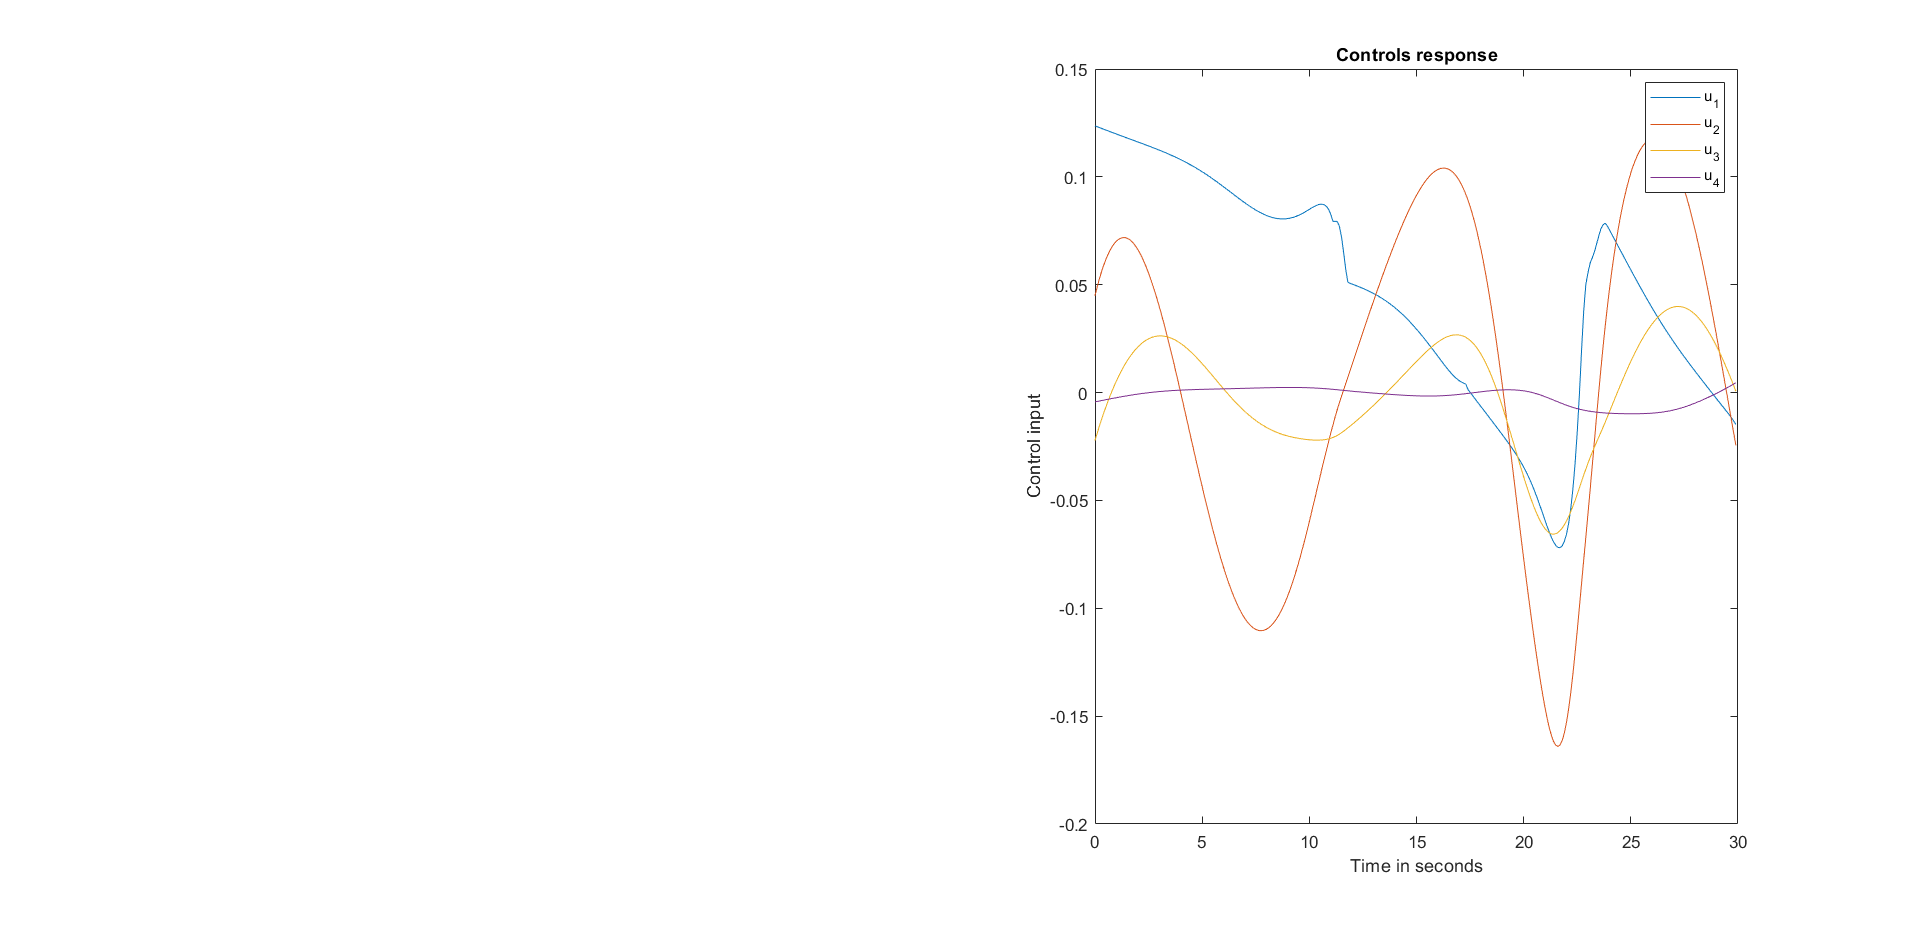 Controls response
0.15
0.1
0.05
0
-0.05
-0.1
-0.15
-0.2
Control input
u1
u2
u3
u4
0 5 10 15 20 25 30
Time in seconds